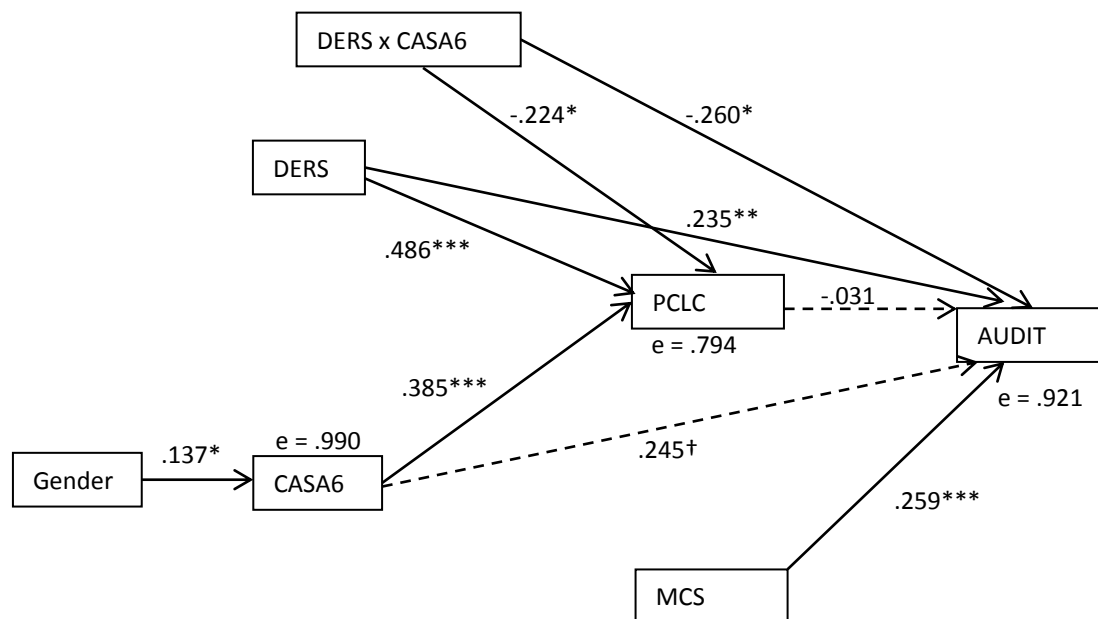 DERS x CASA6
-.224*
-.260*
DERS
.235**
.486***
PCLC
-.031
AUDIT
e = .794
.385***
e = .921
e = .990
.137*
.245†
Gender
CASA6
.259***
MCS